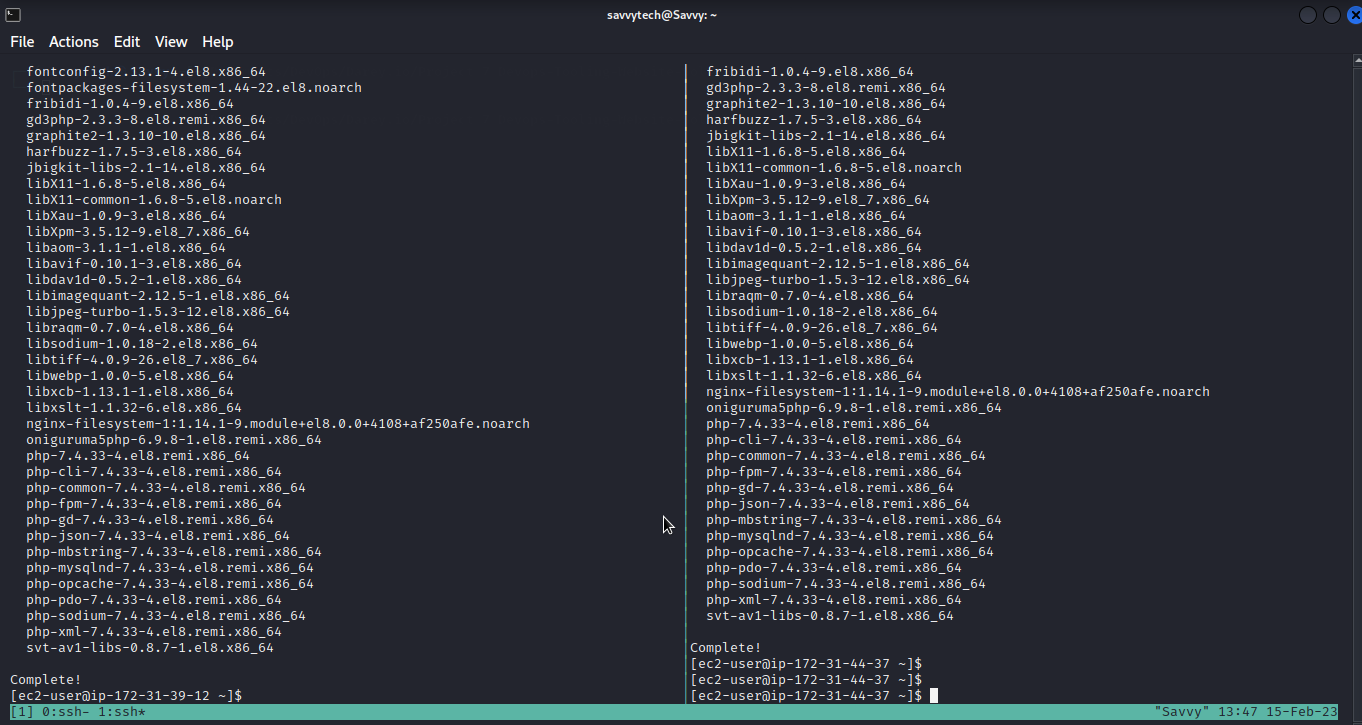 savvytech@Savvy: ~
File Actions Edit View Help
fontconfig-2.13.1-4.el8.x86_64
fontpackages-filesystem-1.44-22.el8.noarch
fribidi-1.0.4-9.el8.x86_64
gd3php-2.3.3-8.el8.remi.x86_64
graphite2-1.3.10-10.el8.x86_64
harfbuzz-1.7.5-3.el8.x86_64
jbigkit-libs-2.1-14.el8.x86_64
libX11-1.6.8-5.el8.x86_64
libX11-common-1.6.8-5.el8.noarch
libXau-1.0.9-3.el8.x86_64
libXpm-3.5.12-9.el8_7.x86_64
libaom-3.1.1-1.el8.x86_64
libavif-0.10.1-3.el8.x86_64
libdav1d-0.5.2-1.el8.x86_64
libimagequant-2.12.5-1.el8.x86_64
libjpeg-turbo-1.5.3-12.el8.x86_64
libraqm-0.7.0-4.el8.x86_64
libsodium-1.0.18-2.el8.x86_64
libtiff-4.0.9-26.el8_7.x86_64
libwebp-1.0.0-5.el8.x86_64
libxcb-1.13.1-1.el8.x86_64
libxslt-1.1.32-6.el8.x86_64
nginx-filesystem-1:1.14.1-9.module+el8.0.0+4108+af250afe.noarch
oniguruma5php-6.9.8-1.el8.remi.x86_64
php-7.4.33-4.el8.remi.x86_64
php-cli-7.4.33-4.el8.remi.x86_64
php-common-7.4.33-4.el8.remi.x86_64
php-fpm-7.4.33-4.el8.remi.x86_64
php-gd-7.4.33-4.el8.remi.x86_64
php-json-7.4.33-4.el8.remi.x86_64
php-mbstring-7.4.33-4.el8.remi.x86_64
php-mysqlnd-7.4.33-4.el8.remi.x86_64
php-opcache-7.4.33-4.el8.remi.x86_64
php-pdo-7.4.33-4.el8.remi.x86_64
php-sodium-7.4.33-4.el8.remi.x86_64
php-xml-7.4.33-4.el8.remi.x86_64
svt-av1-libs-0.8.7-1.el8.x86_64
Complete!
[ec2-user@ip-172-31-39-12 ~]$
fribidi-1.0.4-9.el8.x86_64
gd3php-2.3.3-8.el8.remi.x86_64
graphite2-1.3.10-10.el8.x86_64
harfbuzz-1.7.5-3.el8.x86_64
jbigkit-libs-2.1-14.el8.x86_64
libX11-1.6.8-5.el8.x86_64
libX11-common-1.6.8-5.el8.noarch
libXau-1.0.9-3.el8.x86_64
libXpm-3.5.12-9.el8_7.x86_64
libaom-3.1.1-1.el8.x86_64
libavif-0.10.1-3.el8.x86_64
libdav1d-0.5.2-1.el8.x86_64
libimagequant-2.12.5-1.el8.x86_64
libjpeg-turbo-1.5.3-12.el8.x86_64
libraqm-0.7.0-4.el8.x86_64
libsodium-1.0.18-2.el8.x86_64
libtiff-4.0.9-26.el8_7.x86_64
libwebp-1.0.0-5.el8.x86_64
libxcb-1.13.1-1.el8.x86_64
libxslt-1.1.32-6.el8.x86_64
nginx-filesystem-1:1.14.1-9.module+el8.0.0+4108+af250afe.noarch
oniguruma5php-6.9.8-1.el8.remi.x86_64
php-7.4.33-4.el8.remi.x86_64
php-cli-7.4.33-4.el8.remi.x86_64
php-common-7.4.33-4.el8.remi.x86_64
php-fpm-7.4.33-4.el8.remi.x86_64
php-gd-7.4.33-4.el8.remi.x86_64
php-json-7.4.33-4.el8.remi.x86_64
php-mbstring-7.4.33-4.el8.remi.x86_64
php-mysqlnd-7.4.33-4.el8.remi.x86_64
php-opcache-7.4.33-4.el8.remi.x86_64
php-pdo-7.4.33-4.el8.remi.x86_64
php-sodium-7.4.33-4.el8.remi.x86_64
php-xml-7.4.33-4.el8.remi.x86_64
svt-av1-libs-0.8.7-1.el8.x86_64
Complete!
[ec2-user@ip-172-31-44-37 ~]$
[ec2-user@ip-172-31-44-37 ~]$
[ec2-user@ip-172-31-44-37 ~]$
[1] 0:ssh- 1:ssh* "Savvy" 13:47 15-Feb-23